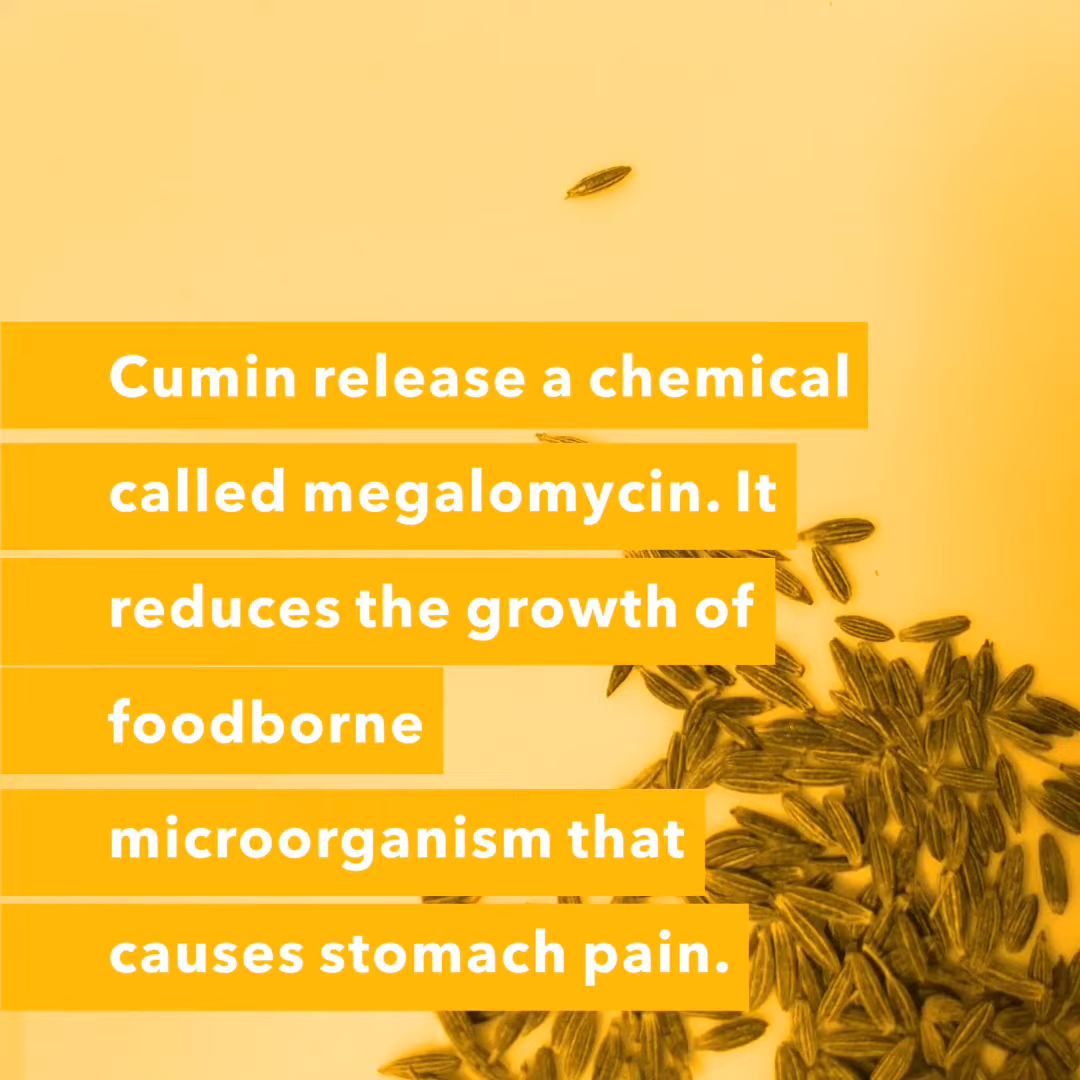 Cumin release a chemical
called megalomycin. It
reduces the growth of
foodborne
microorganism that
causes stomach pain.